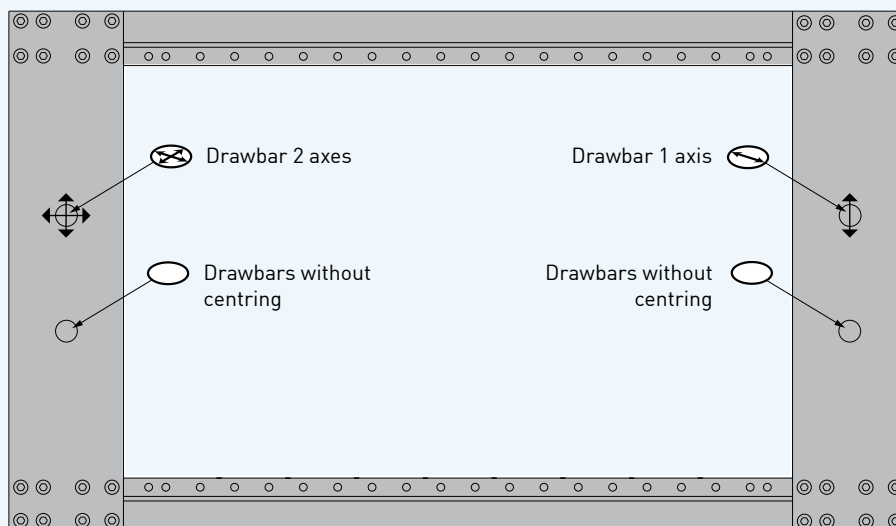 Drawbar 2 axes
Drawbar 1 axis
Drawbars without
centring
Drawbars without
centring